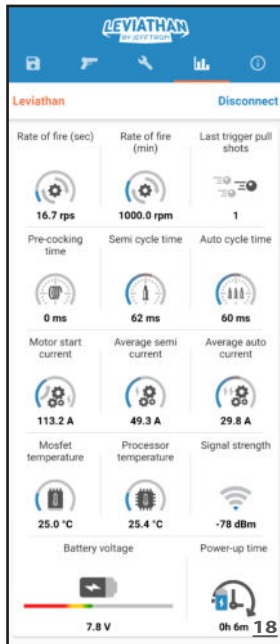 LEVIATHAN
BY JEFFTRON
Leviathan
Disconnect
Rate of fire (sec)
Rate of fire
(min)
Last trigger pull
shots
16.7 rps
1000.0 rpm
1
Pre-cocking
time
Semi cycle time
Auto cycle time
0 ms
62 ms
60 ms
Motor start
current
Average semi
current
Average auto
current
113.2 A
49.3 A
29.8 A
Mosfet
temperature
Processor
temperature
Signal strength
25.0 °C
25.4 °C
-78 dBm
Battery voltage
Power-up time
7.8 V
0h 6m
18